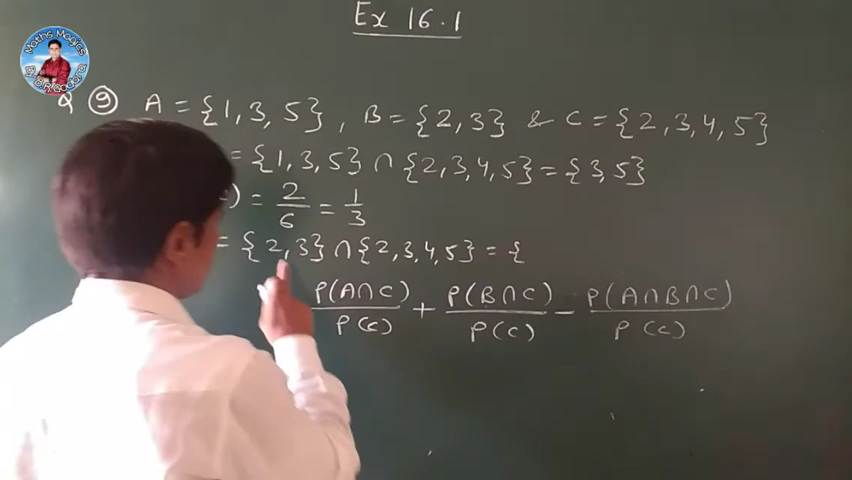 Ex 16.1
Maths Magics
B.R. Godara
Q 9 A = {1, 3, 5}, B = {2, 3} & C = {2, 3, 4, 5}
= {1, 3, 5} ∩ {2, 3, 4, 5} = {3, 5}
) = 2/6 = 1/3
= {2, 3} ∩ {2, 3, 4, 5} = {
P(A∩C)/P(C) + P(B∩C)/P(C) − P(A∩B∩C)/P(C)